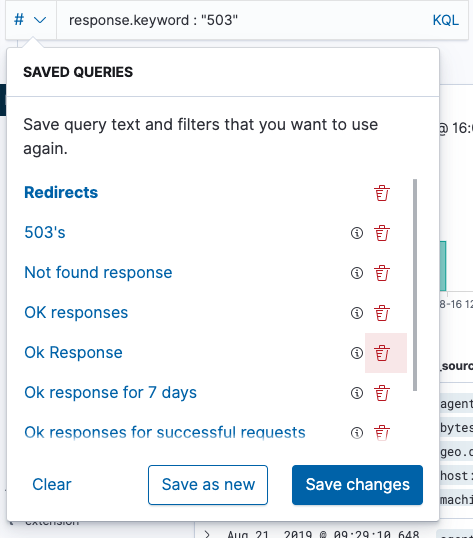 # response.keyword : "503" KQL
SAVED QUERIES
Save query text and filters that you want to use
again.
@ 16:0
Redirects
503's
Not found response
OK responses
8-16 12
Ok Response
_sourc
Ok response for 7 days
agent
Ok responses for successful requests
bytes
geo.c
Clear Save as new Save changes
host:
machi
extension
> Aug 21, 2019 @ 09:29:10.648 agent